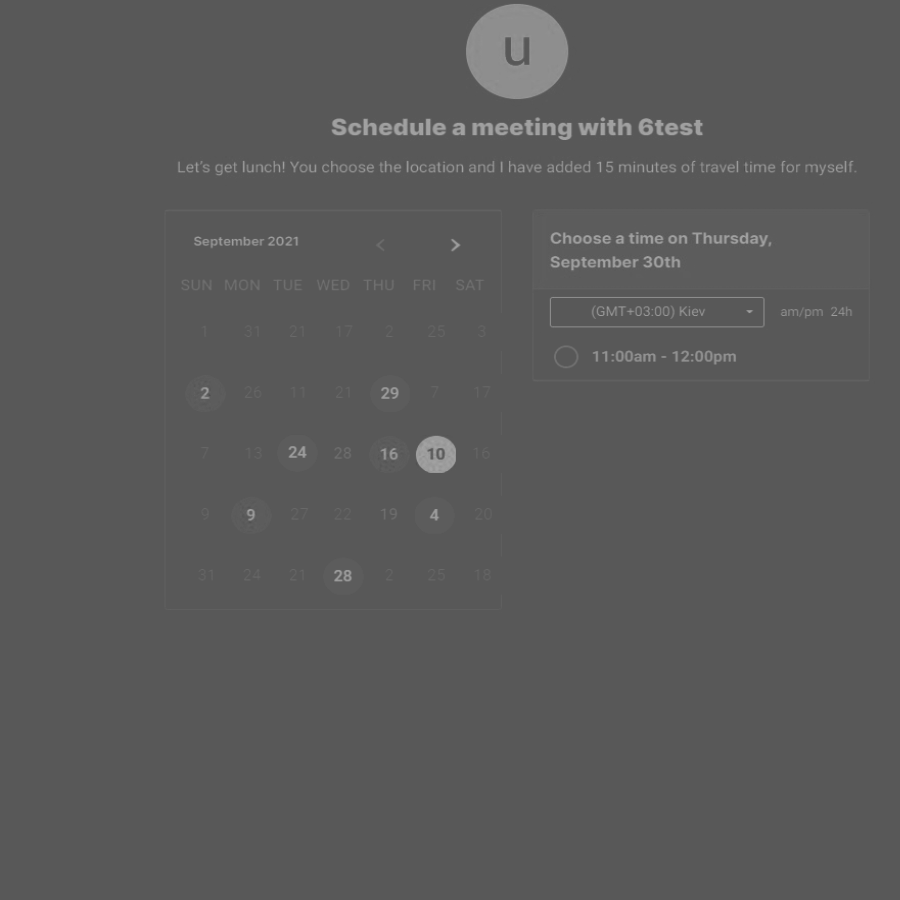 u
Schedule a meeting with 6test
Let's get lunch! You choose the location and I have added 15 minutes of travel time for myself.
September 2021
SUN MON TUE WED THU FRI SAT
1 31 21 17 2 25 3
2 26 11 21 29 7 17
7 13 24 28 16 10 16
9 9 27 22 19 4 20
31 24 21 28 2 25 18
Choose a time on Thursday,
September 30th
(GMT+03:00) Kiev am/pm 24h
11:00am - 12:00pm